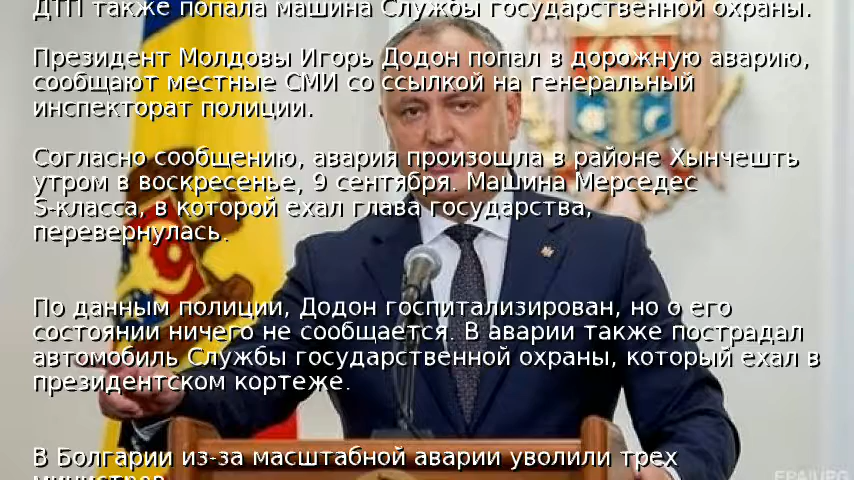 ДТП также попала машина Службы государственной охраны.
Президент Молдовы Игорь Додон попал в дорожную аварию,
сообщают местные СМИ со ссылкой на генеральный
инспекторат полиции.
Согласно сообщению, авария произошла в районе Хынчешть
утром в воскресенье, 9 сентября. Машина Мерседес
S-класса, в которой ехал глава государства,
перевернулась.
По данным полиции, Додон госпитализирован, но о его
состоянии ничего не сообщается. В аварии также пострадал
автомобиль Службы государственной охраны, который ехал в
президентском кортеже.
В Болгарии из-за масштабной аварии уволили трех
министров
EPA/UPG